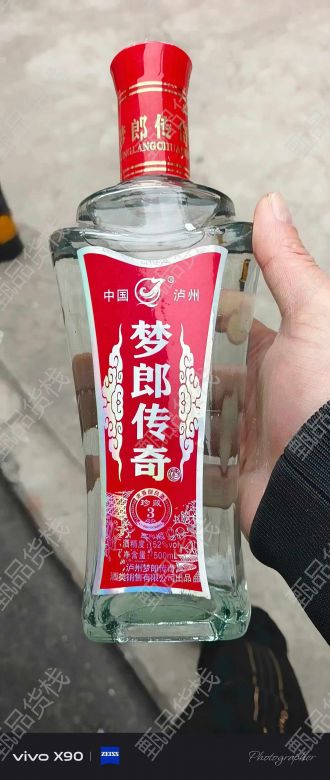 梦郎传奇
中国 泸州
梦郎传奇
珍藏
3
酒精度：52%vol
净含量：500mL
泸州梦郎传奇
酒类销售有限公司出品
vivo X90 | ZEISS
Photographer
甄品货栈